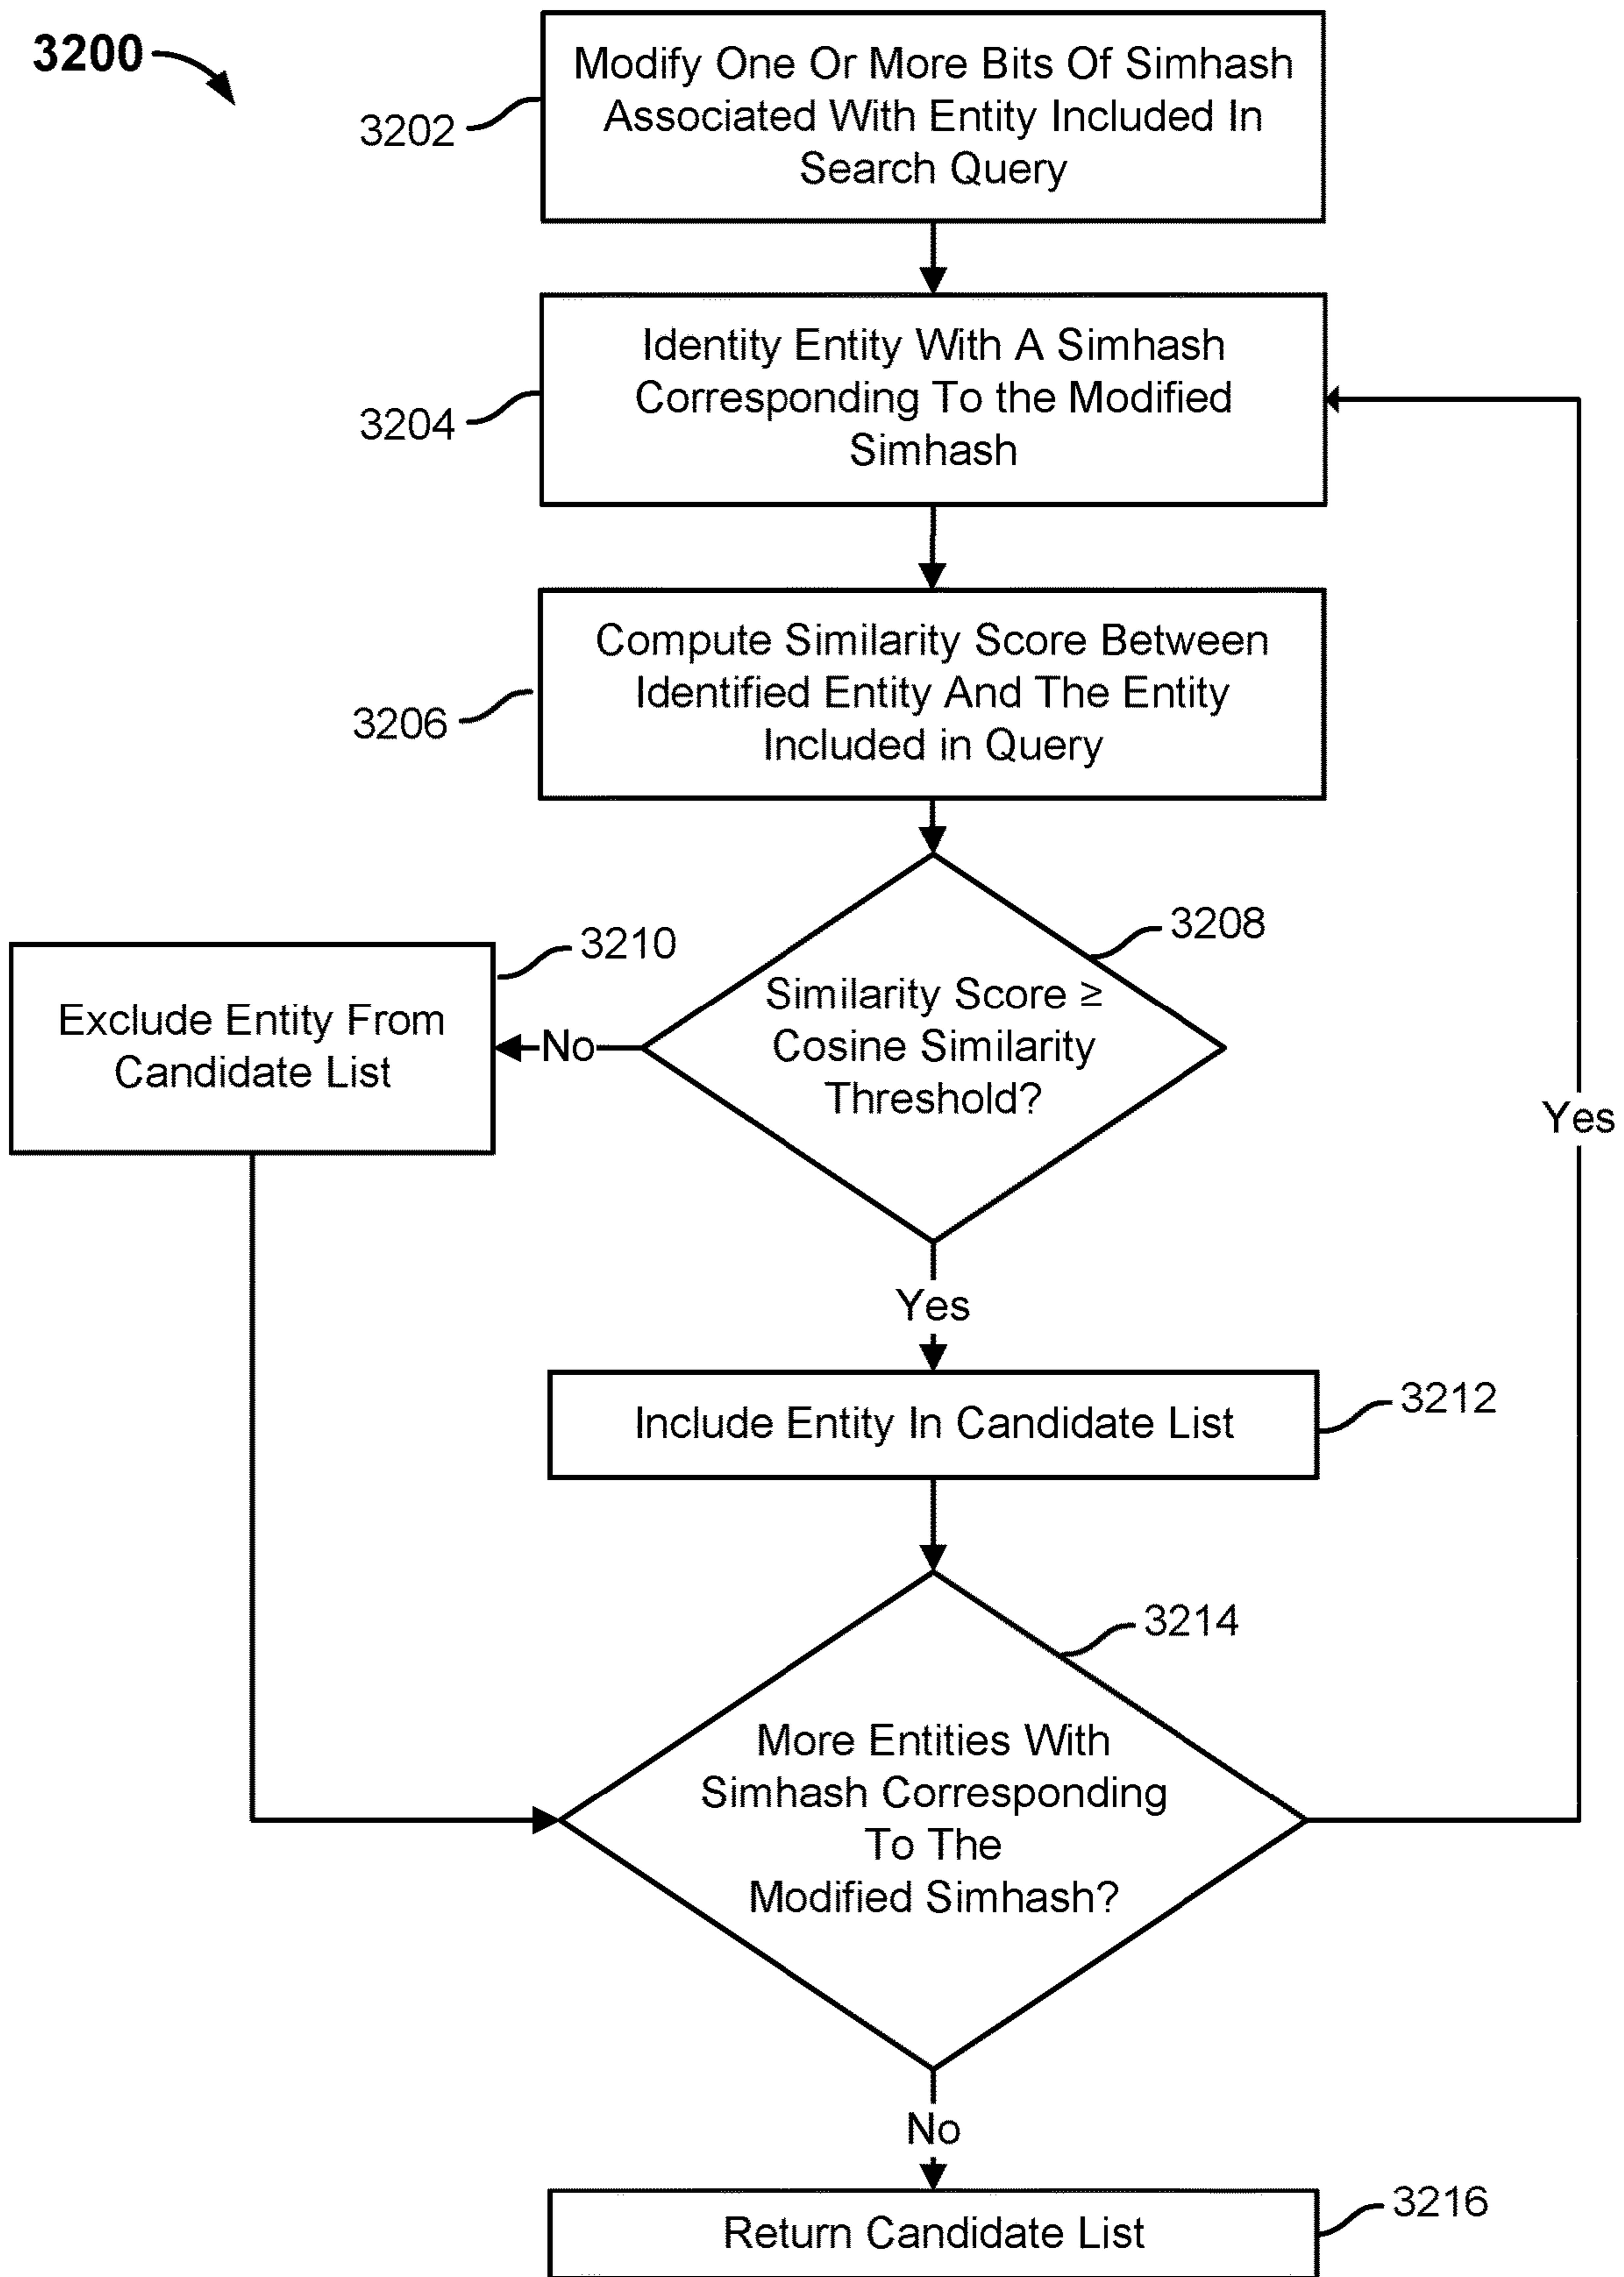 3200
Modify One Or More Bits Of Simhash
Associated With Entity Included In
Search Query
3202
Identity Entity With A Simhash
Corresponding To the Modified
Simhash
3204
Compute Similarity Score Between
Identified Entity And The Entity
Included in Query
3206
3208
Similarity Score ≥
Cosine Similarity
Threshold?
3210
Exclude Entity From
Candidate List
No
Yes
Yes
Include Entity In Candidate List
3212
3214
More Entities With
Simhash Corresponding
To The
Modified Simhash?
No
Return Candidate List
3216